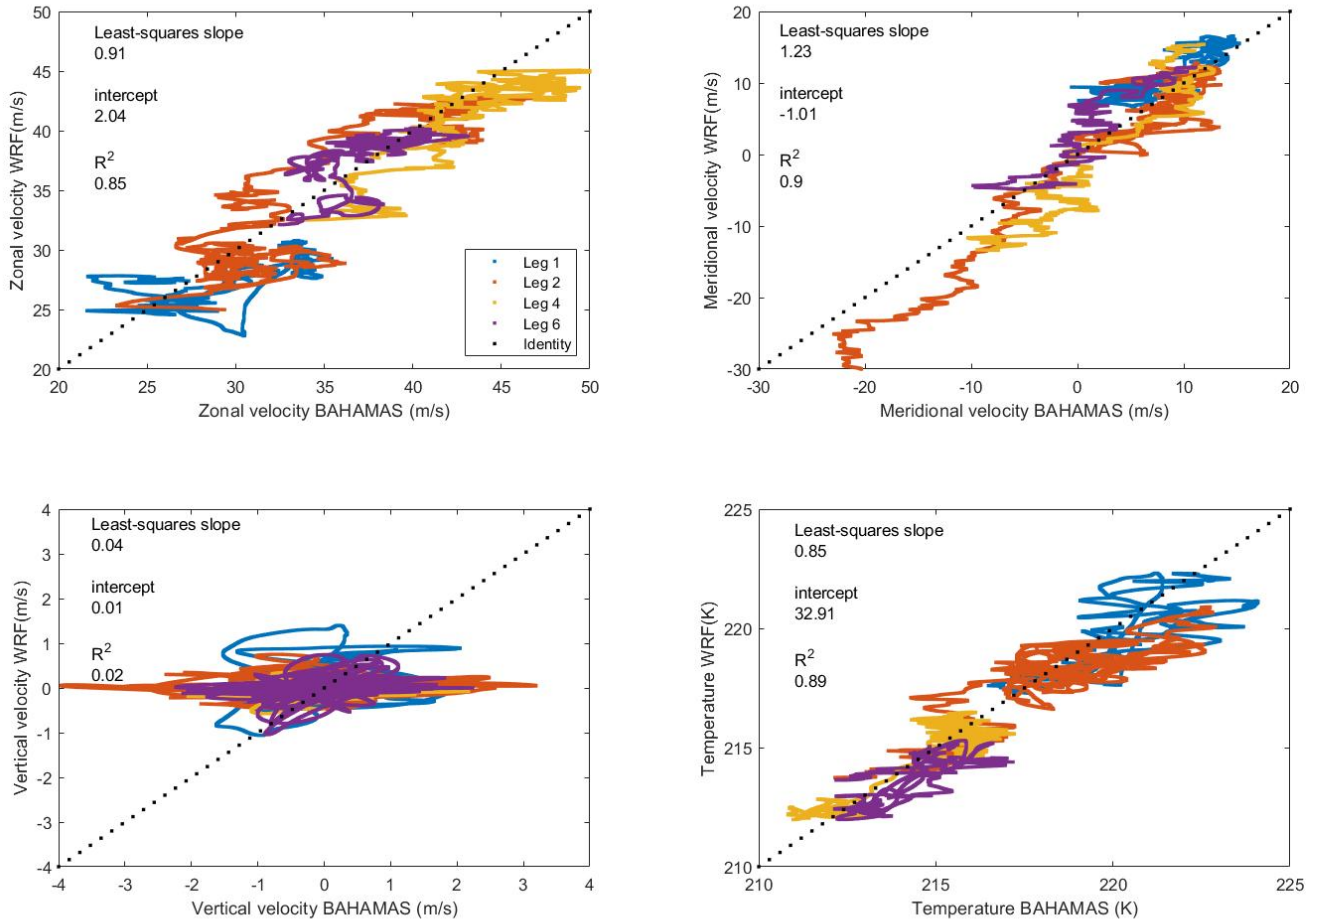 50
45
40
35
30
25
20
Zonal velocity WRF(m/s)
Least-squares slope
0.91
intercept
2.04
R2
0.85
Leg 1
Leg 2
Leg 4
Leg 6
Identity
20 25 30 35 40 45 50
Zonal velocity BAHAMAS (m/s)
20
10
0
-10
-20
-30
Meridional velocity WRF(m/s)
Least-squares slope
1.23
intercept
-1.01
R2
0.9
-30 -20 -10 0 10 20
Meridional velocity BAHAMAS (m/s)
4
3
2
1
0
-1
-2
-3
-4
Vertical velocity WRF(m/s)
Least-squares slope
0.04
intercept
0.01
R2
0.02
-4 -3 -2 -1 0 1 2 3 4
Vertical velocity BAHAMAS (m/s)
225
220
215
210
Temperature WRF(K)
Least-squares slope
0.85
intercept
32.91
R2
0.89
210 215 220 225
Temperature BAHAMAS (K)